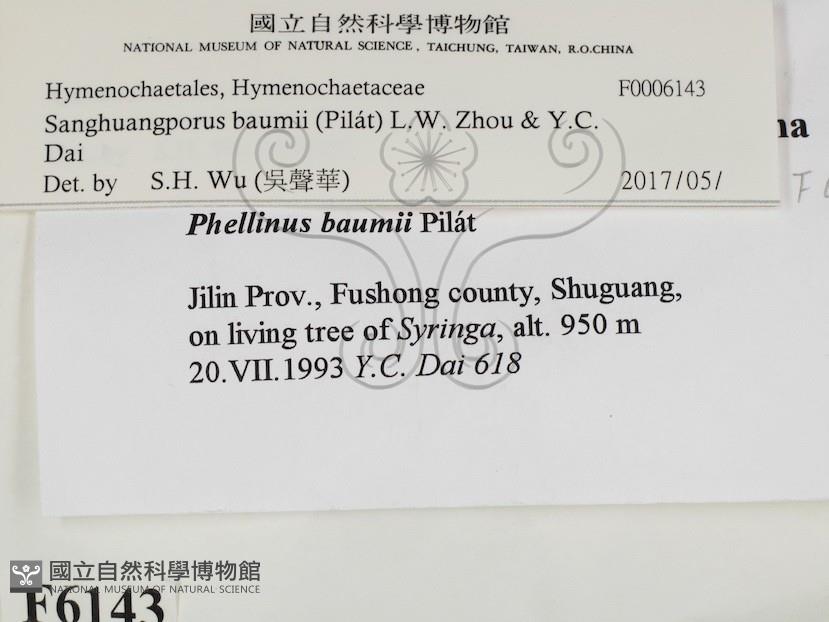 國立自然科學博物館
NATIONAL MUSEUM OF NATURAL SCIENCE, TAICHUNG, TAIWAN, R.O.CHINA
Hymenochaetales, Hymenochaetaceae F0006143
Sanghuangporus baumii (Pilát) L.W. Zhou & Y.C.
Dai
Det. by S.H. Wu (吳聲華) 2017/05/
Phellinus baumii Pilát
Jilin Prov., Fushong county, Shuguang,
on living tree of Syringa, alt. 950 m
20.VII.1993 Y.C. Dai 618
國立自然科學博物館
NATIONAL MUSEUM OF NATURAL SCIENCE
F6143